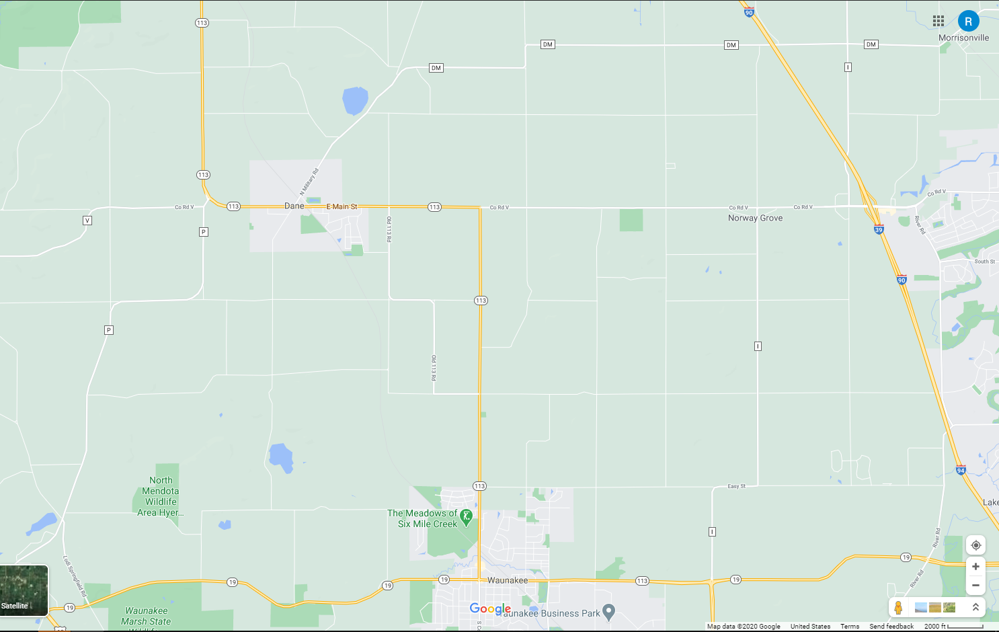 90
R
113
Morrisonville
DM
DM
DM
DM
I
N Military Rd
113
113
Dane
E Main St
113
Co Rd V
Co Rd V
Co Rd V
Co Rd V
Co Rd V
V
P
Old 113 Rd
Norway Grove
River Rd
39
South St
90
113
P
I
Old 113 Rd
94
North
Mendota
Wildlife
Area Hyer...
113
Easy St
The Meadows of
Six Mile Creek
Lake
I
River Rd
19
Lodi Springfield Rd
19
19
19
Waunakee
113
19
River Rd
Satellite
19
Waunakee
Marsh State
Google
aunakee Business Park
Map data ©2020 Google
United States
Terms
Send feedback
2000 ft